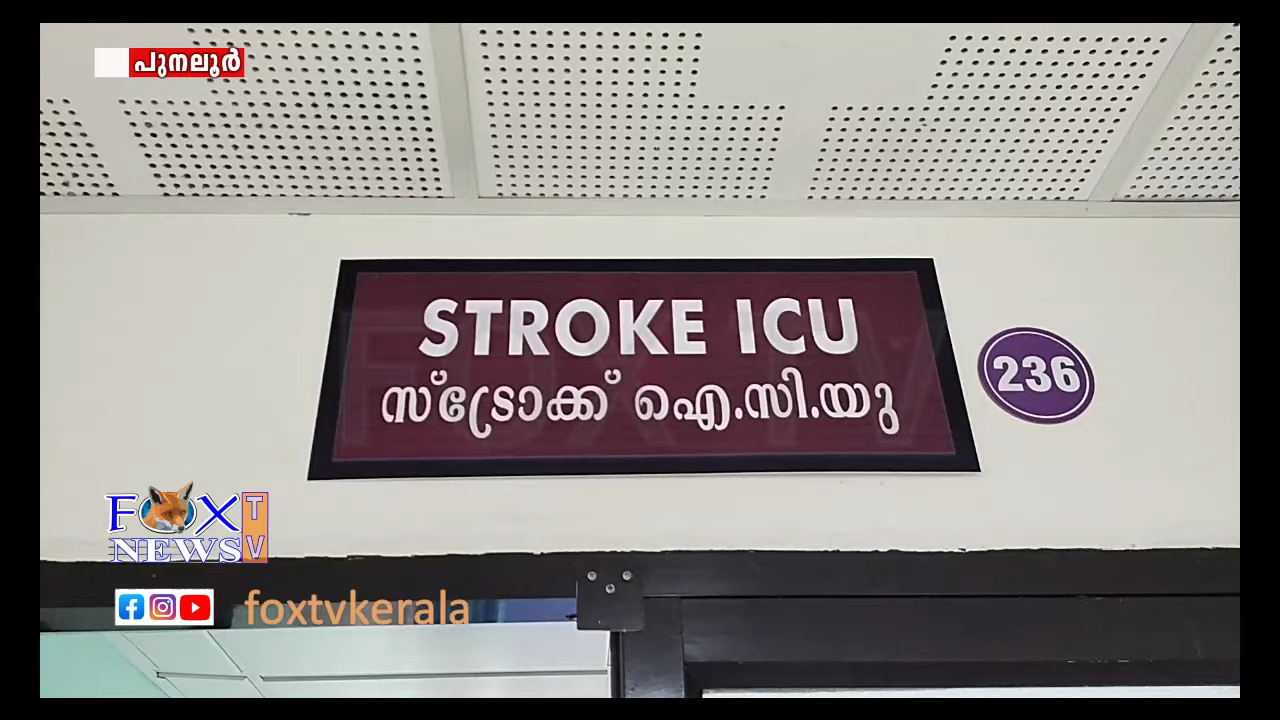 പുനലൂർ
STROKE ICU
സ്ട്രോക്ക് ഐ.സി.യു
236
FOX
NEWS
TV
foxtvkerala